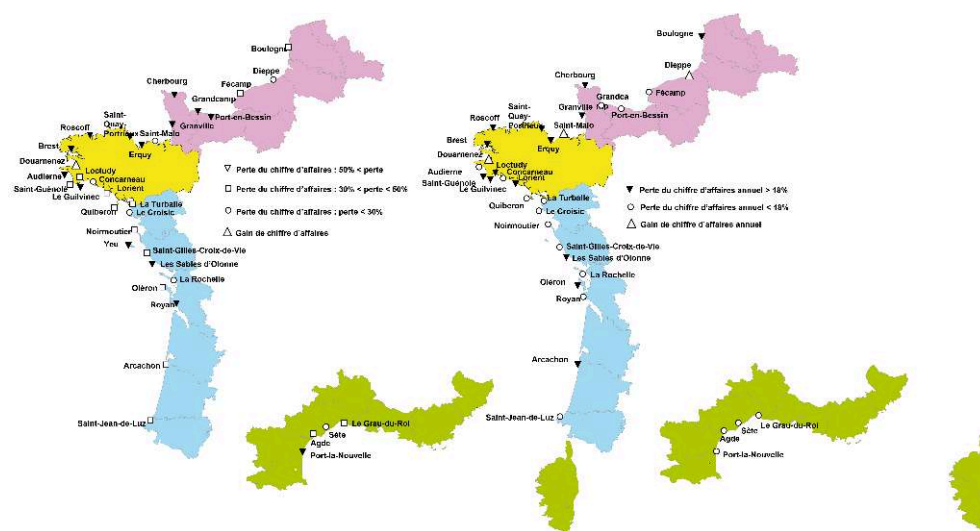 Boulogne
Dieppe
Cherbourg
Fécamp
Grandcamp
Port-en-Bessin
Granville
Saint-Quay-Portrieux
Saint-Malo
Roscoff
Erquy
Brest
Douarnenez
Audierne
Loctudy
Concarneau
Saint-Guénolé
Lorient
Le Guilvinec
Quiberon
La Turballe
Le Croisic
Noirmoutier
Yeu
Saint-Gilles-Croix-de-Vie
Les Sables d'Olonne
La Rochelle
Oléron
Royan
Arcachon
Saint-Jean-de-Luz
Le Grau-du-Roi
Sète
Agde
Port-la-Nouvelle
Perte du chiffre d'affaires : 50% < perte
Perte du chiffre d'affaires : 30% < perte < 50%
Perte du chiffre d'affaires : perte < 30%
Gain de chiffre d'affaires
Boulogne
Dieppe
Cherbourg
Grandca
mp
Fécamp
Granville
Port-en-Bessin
Saint-Quay-Portrieux
Saint-Malo
Roscoff
Erquy
Brest
Douarnenez
Loctudy
Audierne
Concarneau
Saint-Guénolé
Lorient
Le Guilvinec
Quiberon
La Turballe
Le Croisic
Noirmoutier
Saint-Gilles-Croix-de-Vie
Les Sables d'Olonne
La Rochelle
Oléron
Royan
Arcachon
Saint-Jean-de-Luz
Le Grau-du-Roi
Sète
Agde
Port-la-Nouvelle
Perte du chiffre d'affaires annuel > 18%
Perte du chiffre d'affaires annuel < 18%
Gain de chiffre d'affaires annuel